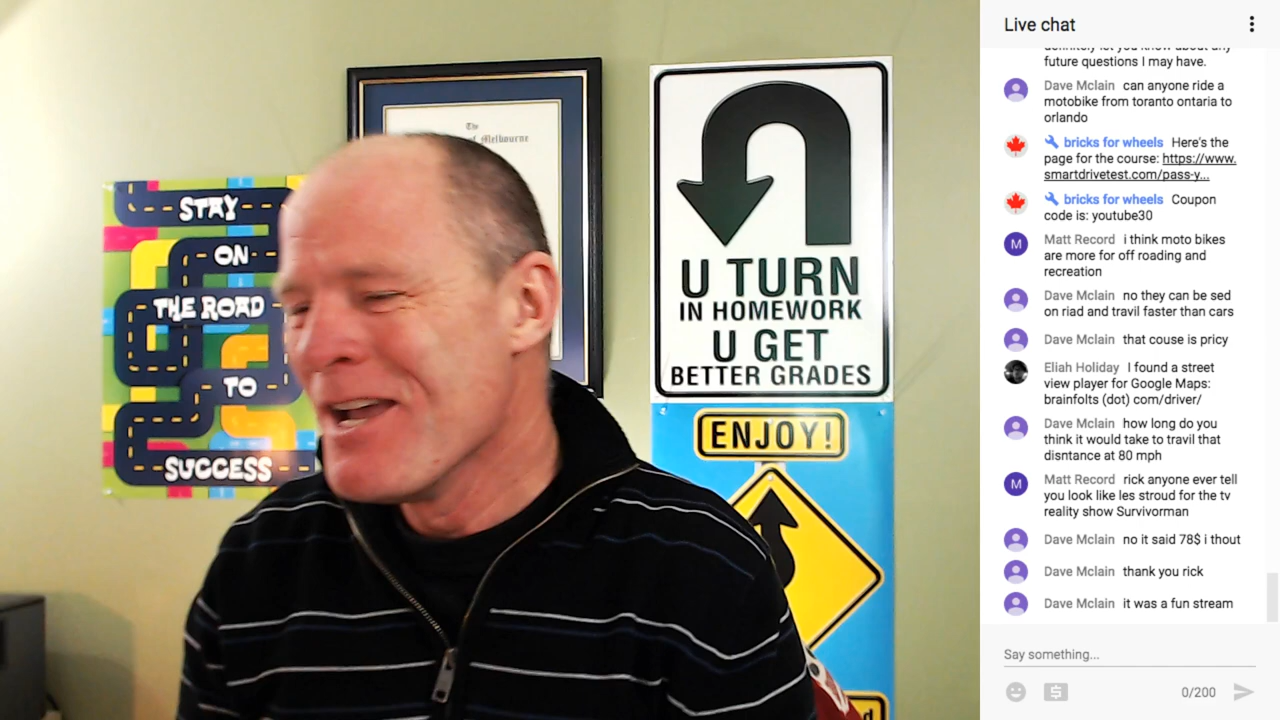 STAY
ON
THE ROAD
TO
SUCCESS
The
of Melbourne
U TURN
IN HOMEWORK
U GET
BETTER GRADES
ENJOY!
Live chat
future questions I may have.
Dave Mclain can anyone ride a
motobike from toranto ontaria to
orlando
bricks for wheels Here's the
page for the course: https://www.
smartdrivetest.com/pass-y...
bricks for wheels Coupon
code is: youtube30
M
Matt Record i think moto bikes
are more for off roading and
recreation
Dave Mclain no they can be sed
on riad and travil faster than cars
Dave Mclain that couse is pricy
Eliah Holiday I found a street
view player for Google Maps:
brainfolts (dot) com/driver/
Dave Mclain how long do you
think it would take to travil that
disntance at 80 mph
M
Matt Record rick anyone ever tell
you look like les stroud for the tv
reality show Survivorman
Dave Mclain no it said 78$ i thout
Dave Mclain thank you rick
Dave Mclain it was a fun stream
Say something...
0/200